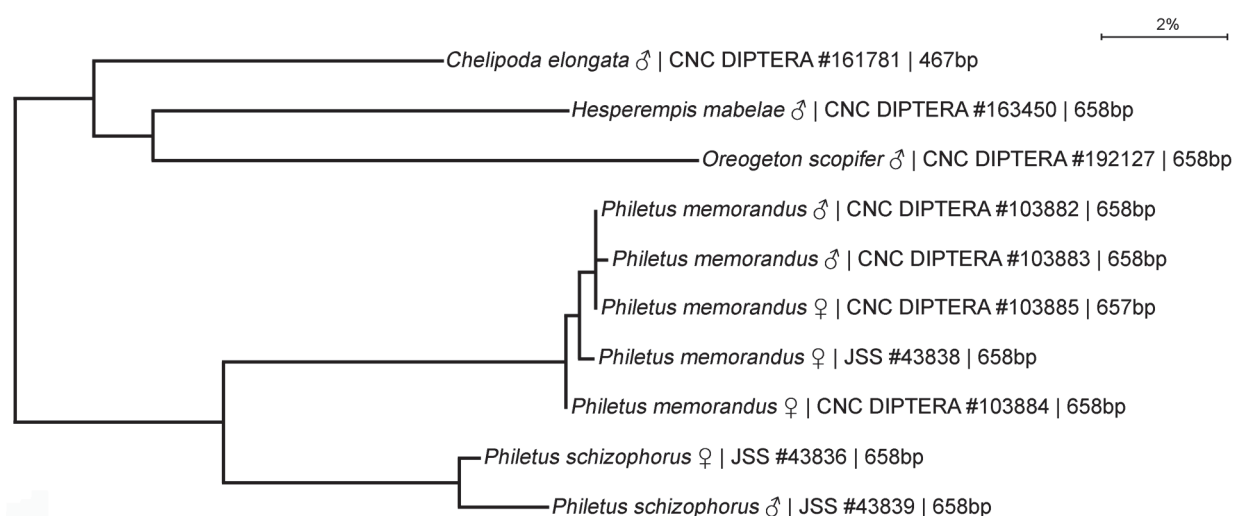 2%
Chelipoda elongata ♂ | CNC DIPTERA #161781 | 467bp
Hesperempis mabelae ♂ | CNC DIPTERA #163450 | 658bp
Oreogeton scopifer ♂ | CNC DIPTERA #192127 | 658bp
Philetus memorandus ♂ | CNC DIPTERA #103882 | 658bp
Philetus memorandus ♂ | CNC DIPTERA #103883 | 658bp
Philetus memorandus ♀ | CNC DIPTERA #103885 | 657bp
Philetus memorandus ♀ | JSS #43838 | 658bp
Philetus memorandus ♀ | CNC DIPTERA #103884 | 658bp
Philetus schizophorus ♀ | JSS #43836 | 658bp
Philetus schizophorus ♂ | JSS #43839 | 658bp